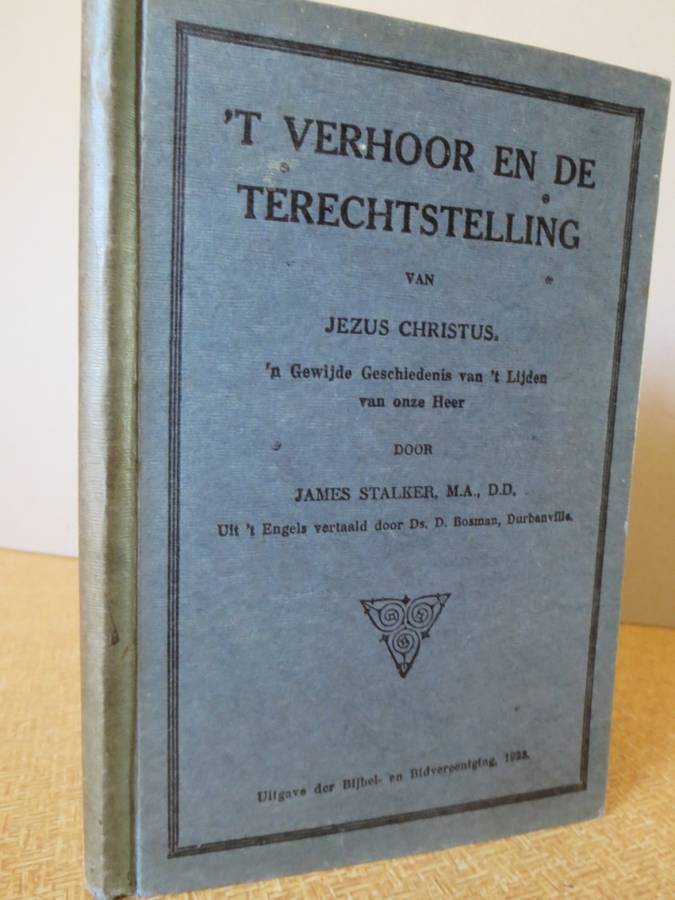 'T VERHOOR EN DE
TERECHTSTELLING
VAN
JEZUS CHRISTUS.
'n Gewijde Geschiedenis van 't Lijden
van onze Heer
DOOR
JAMES STALKER, M.A., D.D.
Uit 't Engels vertaald door Ds. D. Bosman, Durbanville.
Uitgave der Bijbel- en Bidvereeniging,